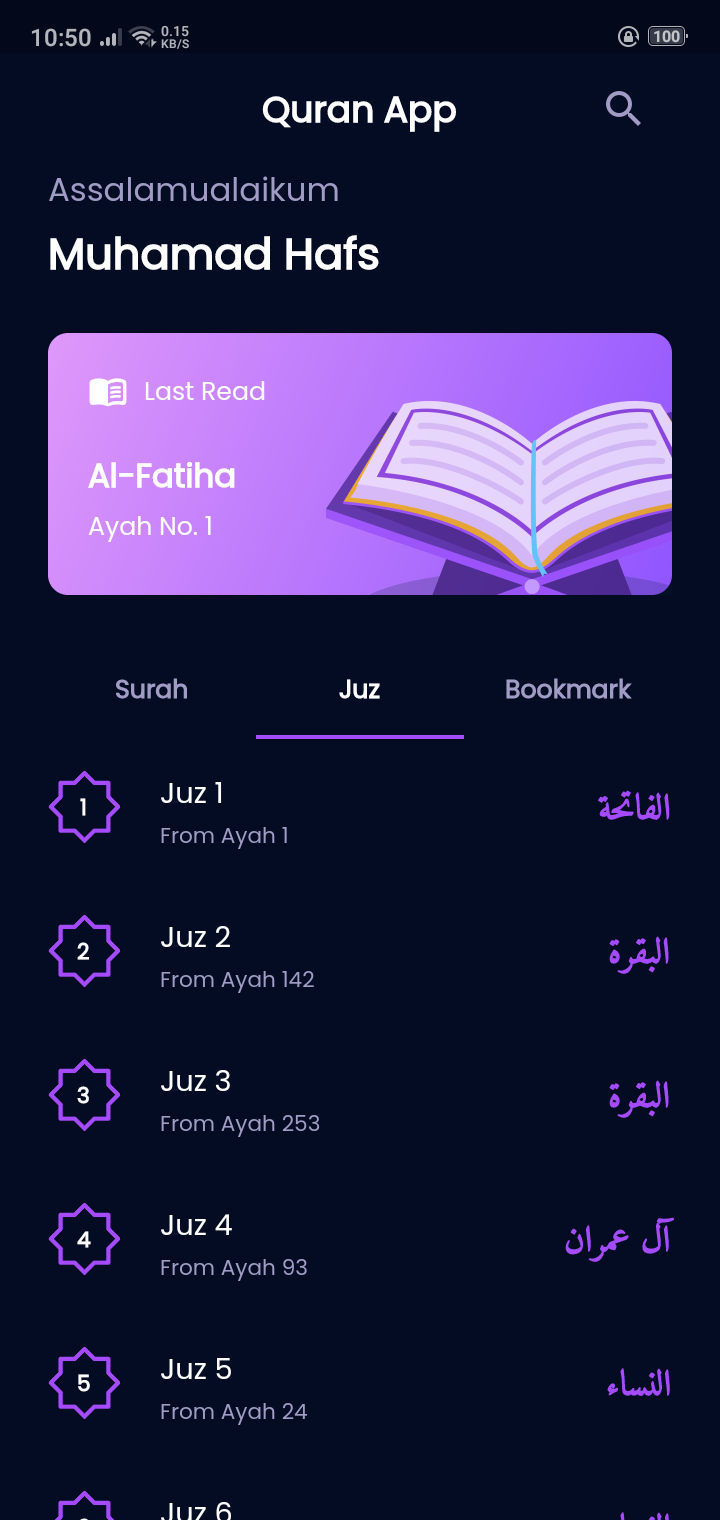 10:50 0.15 KB/S 100
Quran App
Assalamualaikum
Muhamad Hafs
Last Read
Al-Fatiha
Ayah No. 1
Surah Juz Bookmark
1 Juz 1 الفاتحة
From Ayah 1
2 Juz 2 البقرة
From Ayah 142
3 Juz 3 البقرة
From Ayah 253
4 Juz 4 آل عمران
From Ayah 93
5 Juz 5 النساء
From Ayah 24
Juz 6